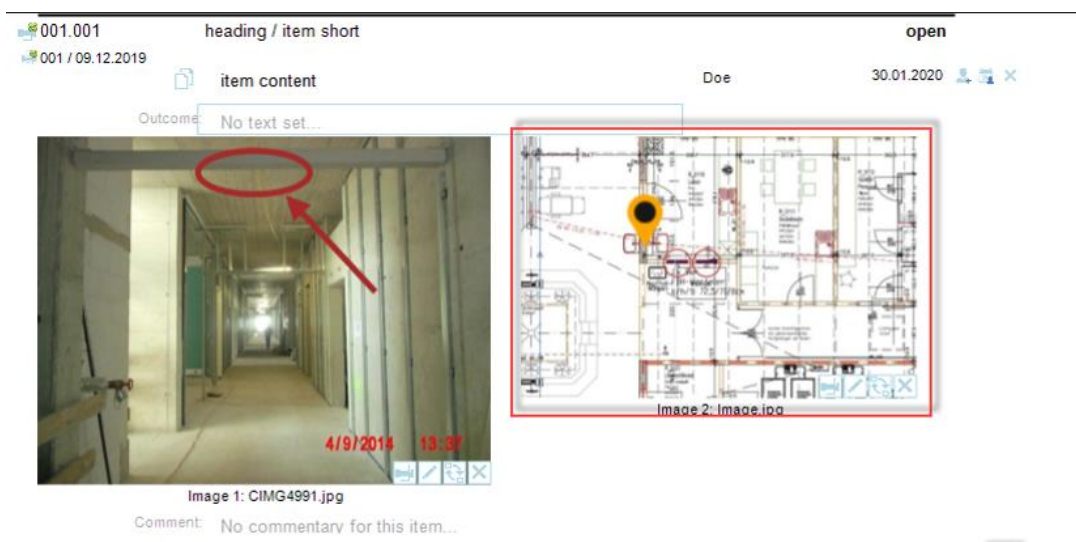 001.001 heading / item short open
001 / 09.12.2019
item content Doe 30.01.2020
Outcome: No text set...
4/9/2014 13:37
Image 1: CIMG4991.jpg
Image 2: Image.jpg
Comment: No commentary for this item...